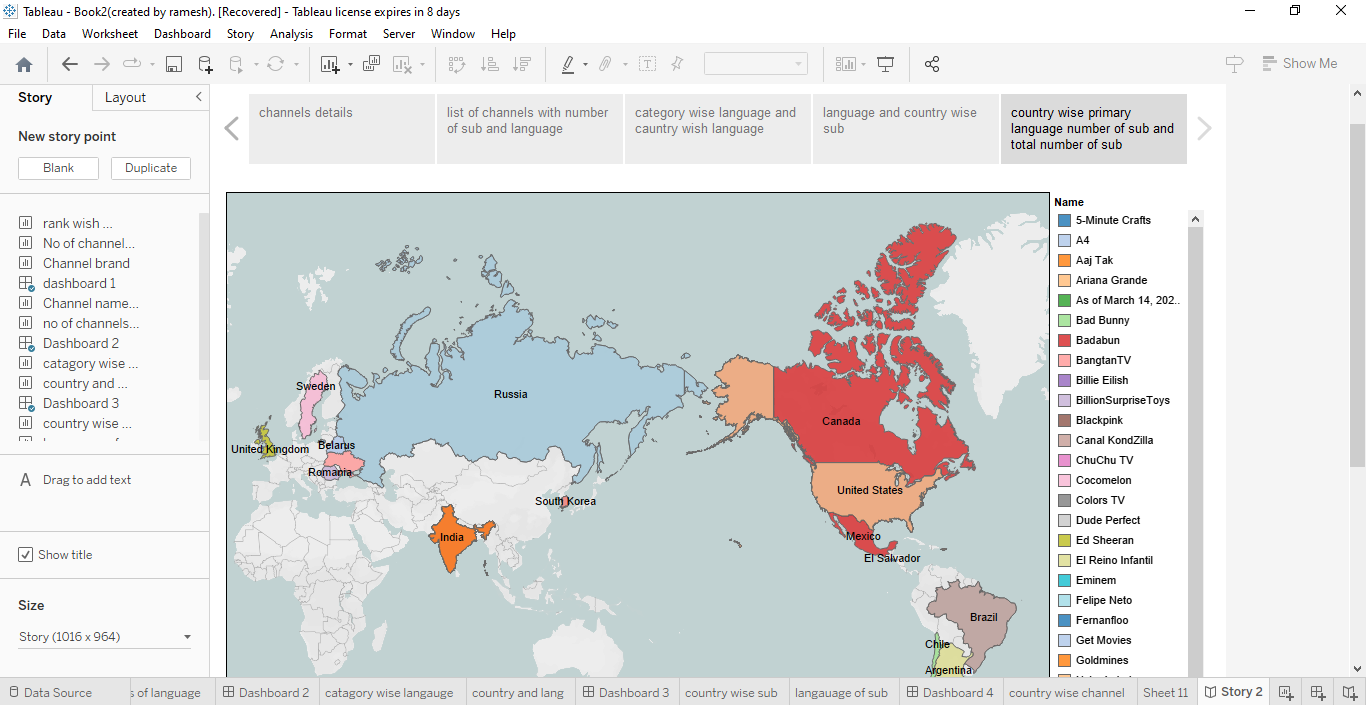 Tableau - Book2(created by ramesh). [Recovered] - Tableau license expires in 8 days
File Data Worksheet Dashboard Story Analysis Format Server Window Help
Show Me
Story Layout
New story point
Blank Duplicate
rank wish ...
No of channel...
Channel brand
dashboard 1
Channel name...
no of channels...
Dashboard 2
catagory wise ...
country and ...
Dashboard 3
country wise ...
A Drag to add text
Show title
Size
Story (1016 x 964)
channels details
list of channels with number
of sub and language
category wise language and
cauntry wish language
language and country wise
sub
country wise primary
language number of sub and
total number of sub
Sweden
Russia
United Kingdom
Belarus
Romania
South Korea
India
Canada
United States
Mexico
El Salvador
Brazil
Chile
Argentina
Name
5-Minute Crafts
A4
Aaj Tak
Ariana Grande
As of March 14, 202..
Bad Bunny
Badabun
BangtanTV
Billie Eilish
BillionSurpriseToys
Blackpink
Canal KondZilla
ChuChu TV
Cocomelon
Colors TV
Dude Perfect
Ed Sheeran
El Reino Infantil
Eminem
Felipe Neto
Fernanfloo
Get Movies
Goldmines
Data Source s of language Dashboard 2 catagory wise langauge country and lang Dashboard 3 country wise sub langauage of sub Dashboard 4 country wise channel Sheet 11 Story 2